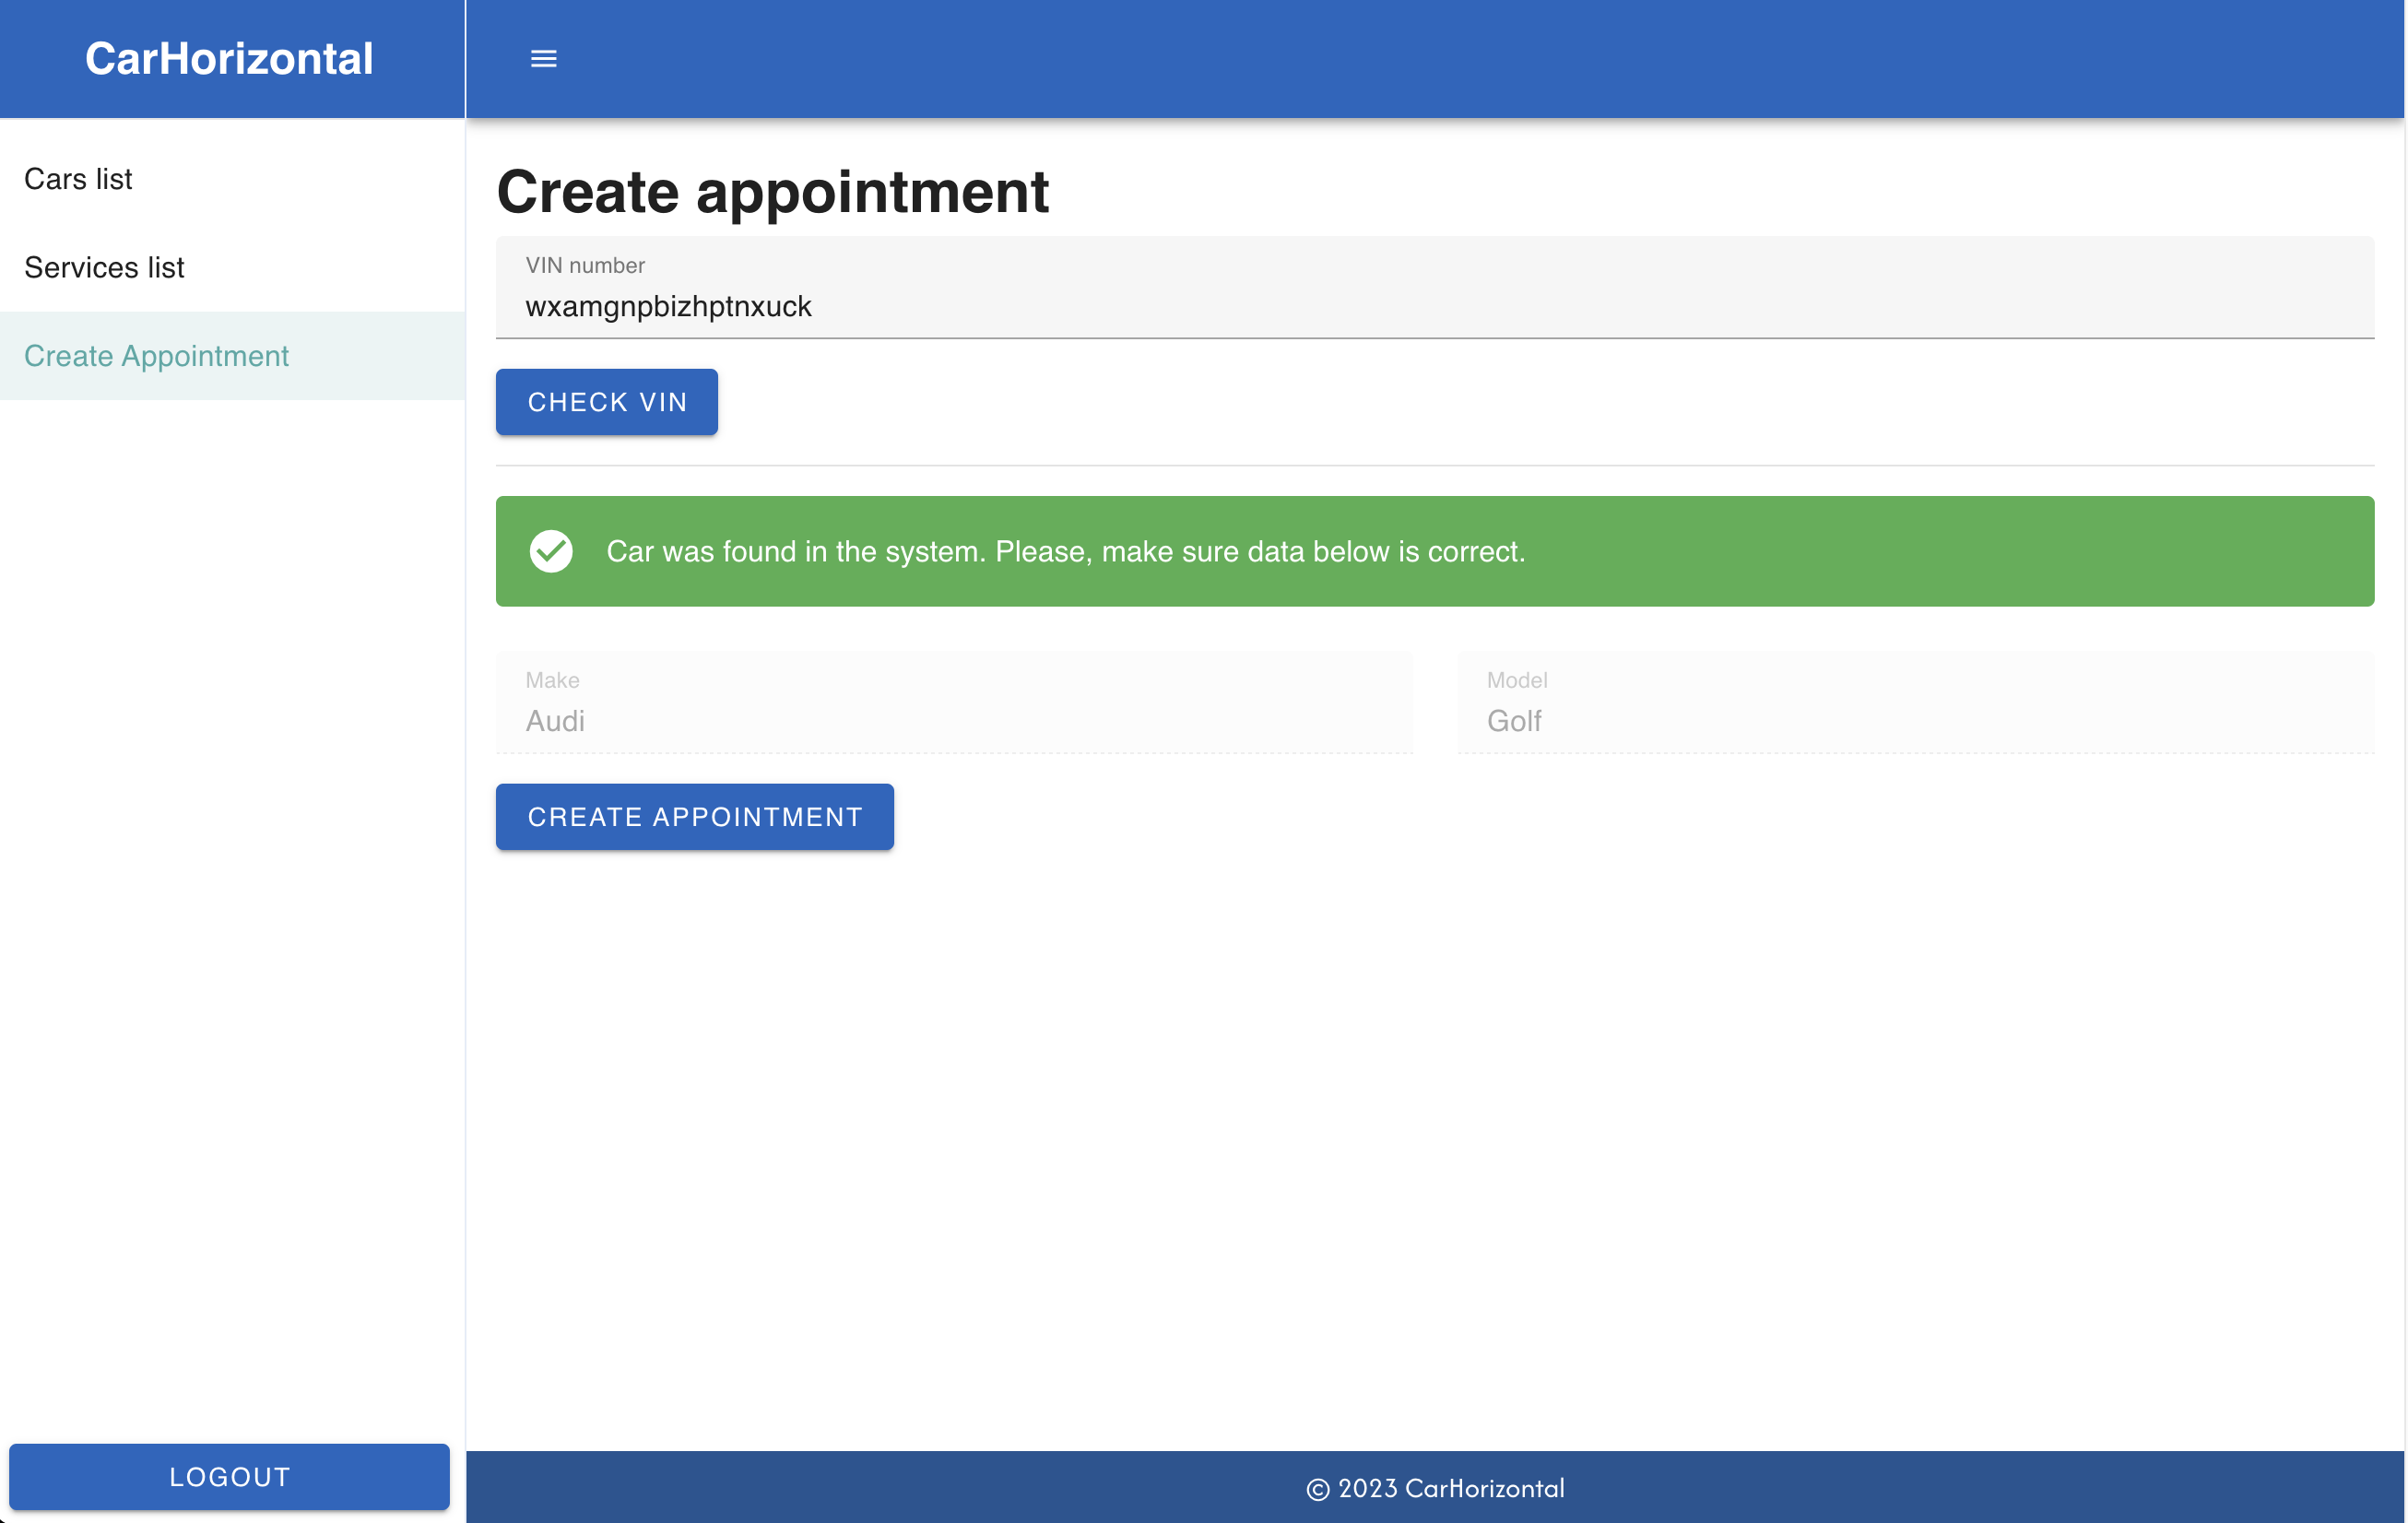 CarHorizontal
Cars list
Services list
Create Appointment
LOGOUT
Create appointment
VIN number
wxamgnpbizhptnxuck
CHECK VIN
Car was found in the system. Please, make sure data below is correct.
Make
Audi
Model
Golf
CREATE APPOINTMENT
© 2023 CarHorizontal